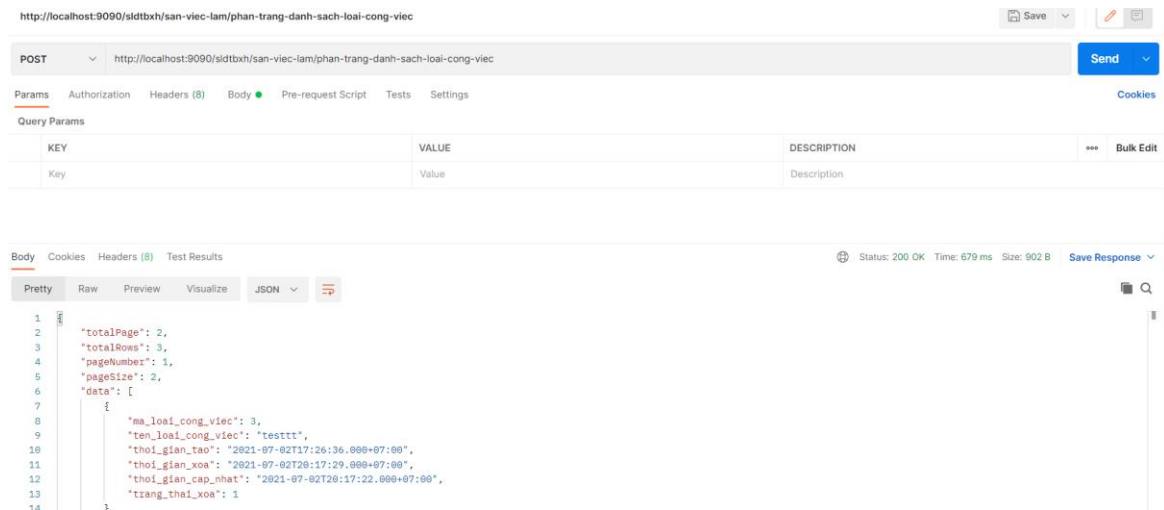 http://localhost:9090/sldtbxh/san-viec-lam/phan-trang-danh-sach-loai-cong-viec Save
POST http://localhost:9090/sldtbxh/san-viec-lam/phan-trang-danh-sach-loai-cong-viec Send
Params Authorization Headers (8) Body Pre-request Script Tests Settings Cookies
Query Params
KEY VALUE DESCRIPTION ooo Bulk Edit
Key Value Description
Body Cookies Headers (8) Test Results Status: 200 OK Time: 679 ms Size: 902 B Save Response
Pretty Raw Preview Visualize JSON
1 {
2 "totalPage": 2,
3 "totalRows": 3,
4 "pageNumber": 1,
5 "pageSize": 2,
6 "data": [
7 {
8 "ma_loai_cong_viec": 3,
9 "ten_loai_cong_viec": "testtt",
10 "thoi_gian_tao": "2021-07-02T17:26:36.000+07:00",
11 "thoi_gian_xoa": "2021-07-02T20:17:29.000+07:00",
12 "thoi_gian_cap_nhat": "2021-07-02T20:17:22.000+07:00",
13 "trang_thai_xoa": 1
14 }